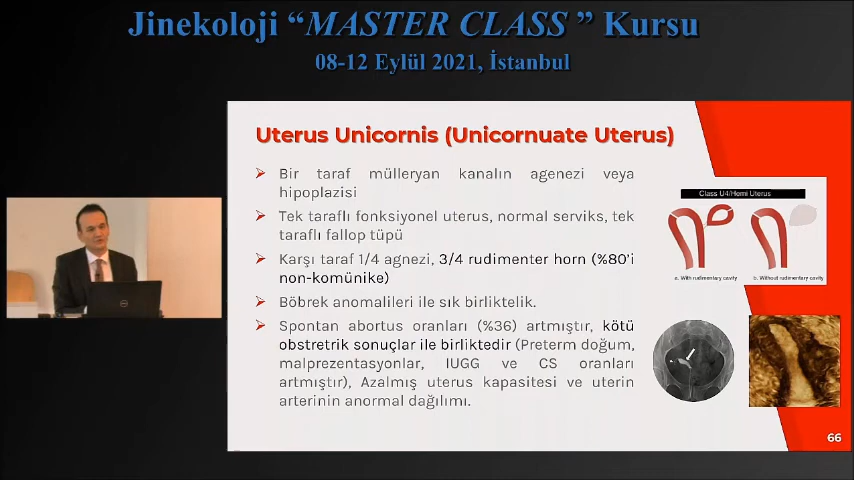 Jinekoloji “MASTER CLASS ” Kursu
08-12 Eylül 2021, İstanbul
Uterus Unicornis (Unicornuate Uterus)
Bir taraf mülleryan kanalın agenezi veya
hipoplazisi
Tek taraflı fonksiyonel uterus, normal serviks, tek
taraflı fallop tüpü
Karşı taraf 1/4 agnezi, 3/4 rudimenter horn (%80'i
non-komünike)
Böbrek anomalileri ile sık birliktelik.
Spontan abortus oranları (%36) artmıştır, kötü
obstretrik sonuçlar ile birliktedir (Preterm doğum,
malprezentasyonlar, IUGG ve CS oranları
artmıştır), Azalmış uterus kapasitesi ve uterin
arterinin anormal dağılımı.
Class U4/Hemi Uterus
a. With rudimentary cavity
b. Without rudimentary cavity
66